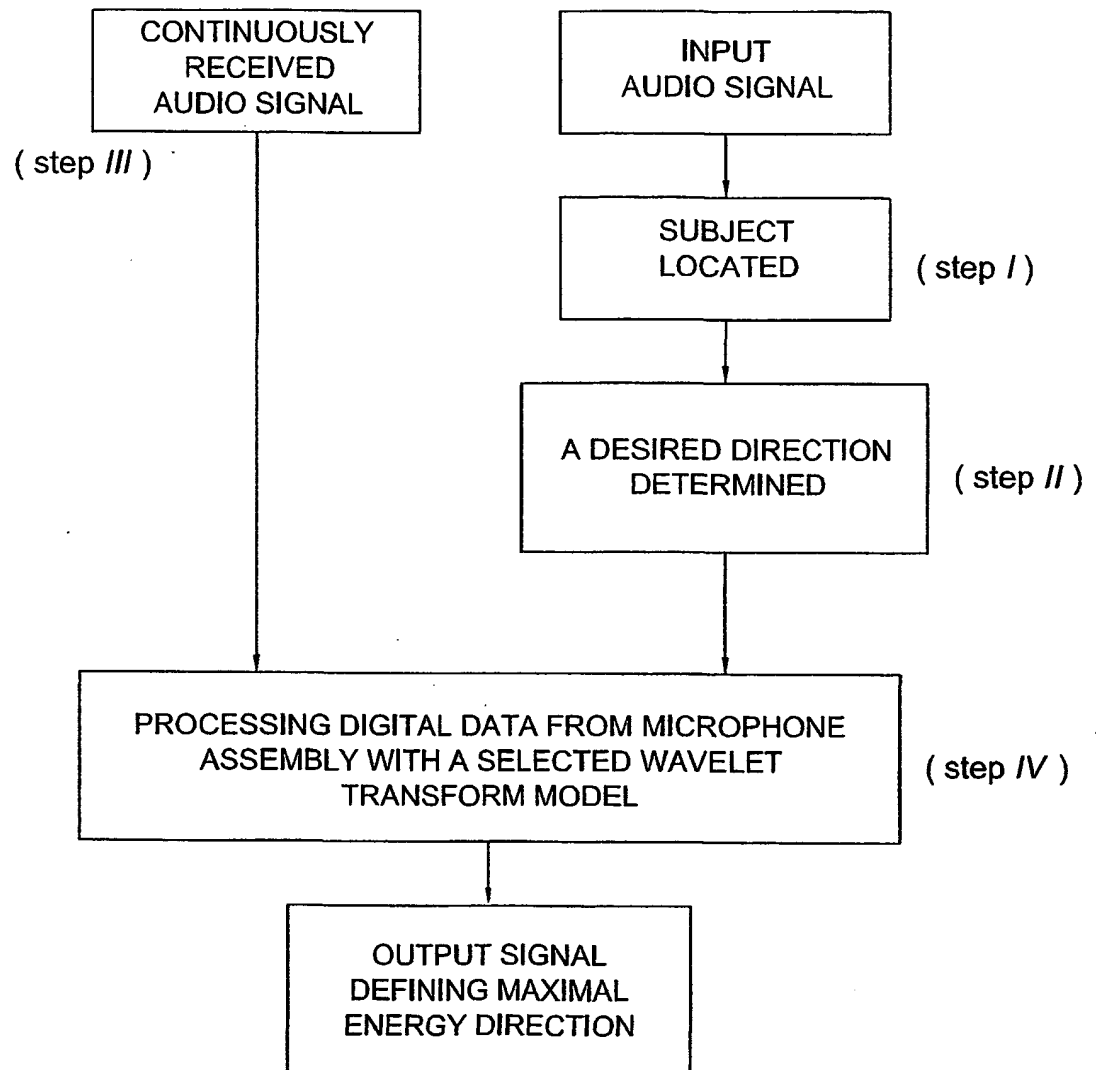 CONTINUOUSLY
RECEIVED
AUDIO SIGNAL
( step III )
INPUT
AUDIO SIGNAL
SUBJECT
LOCATED
( step I )
A DESIRED DIRECTION
DETERMINED
( step II )
PROCESSING DIGITAL DATA FROM MICROPHONE
ASSEMBLY WITH A SELECTED WAVELET
TRANSFORM MODEL
( step IV )
OUTPUT SIGNAL
DEFINING MAXIMAL
ENERGY DIRECTION